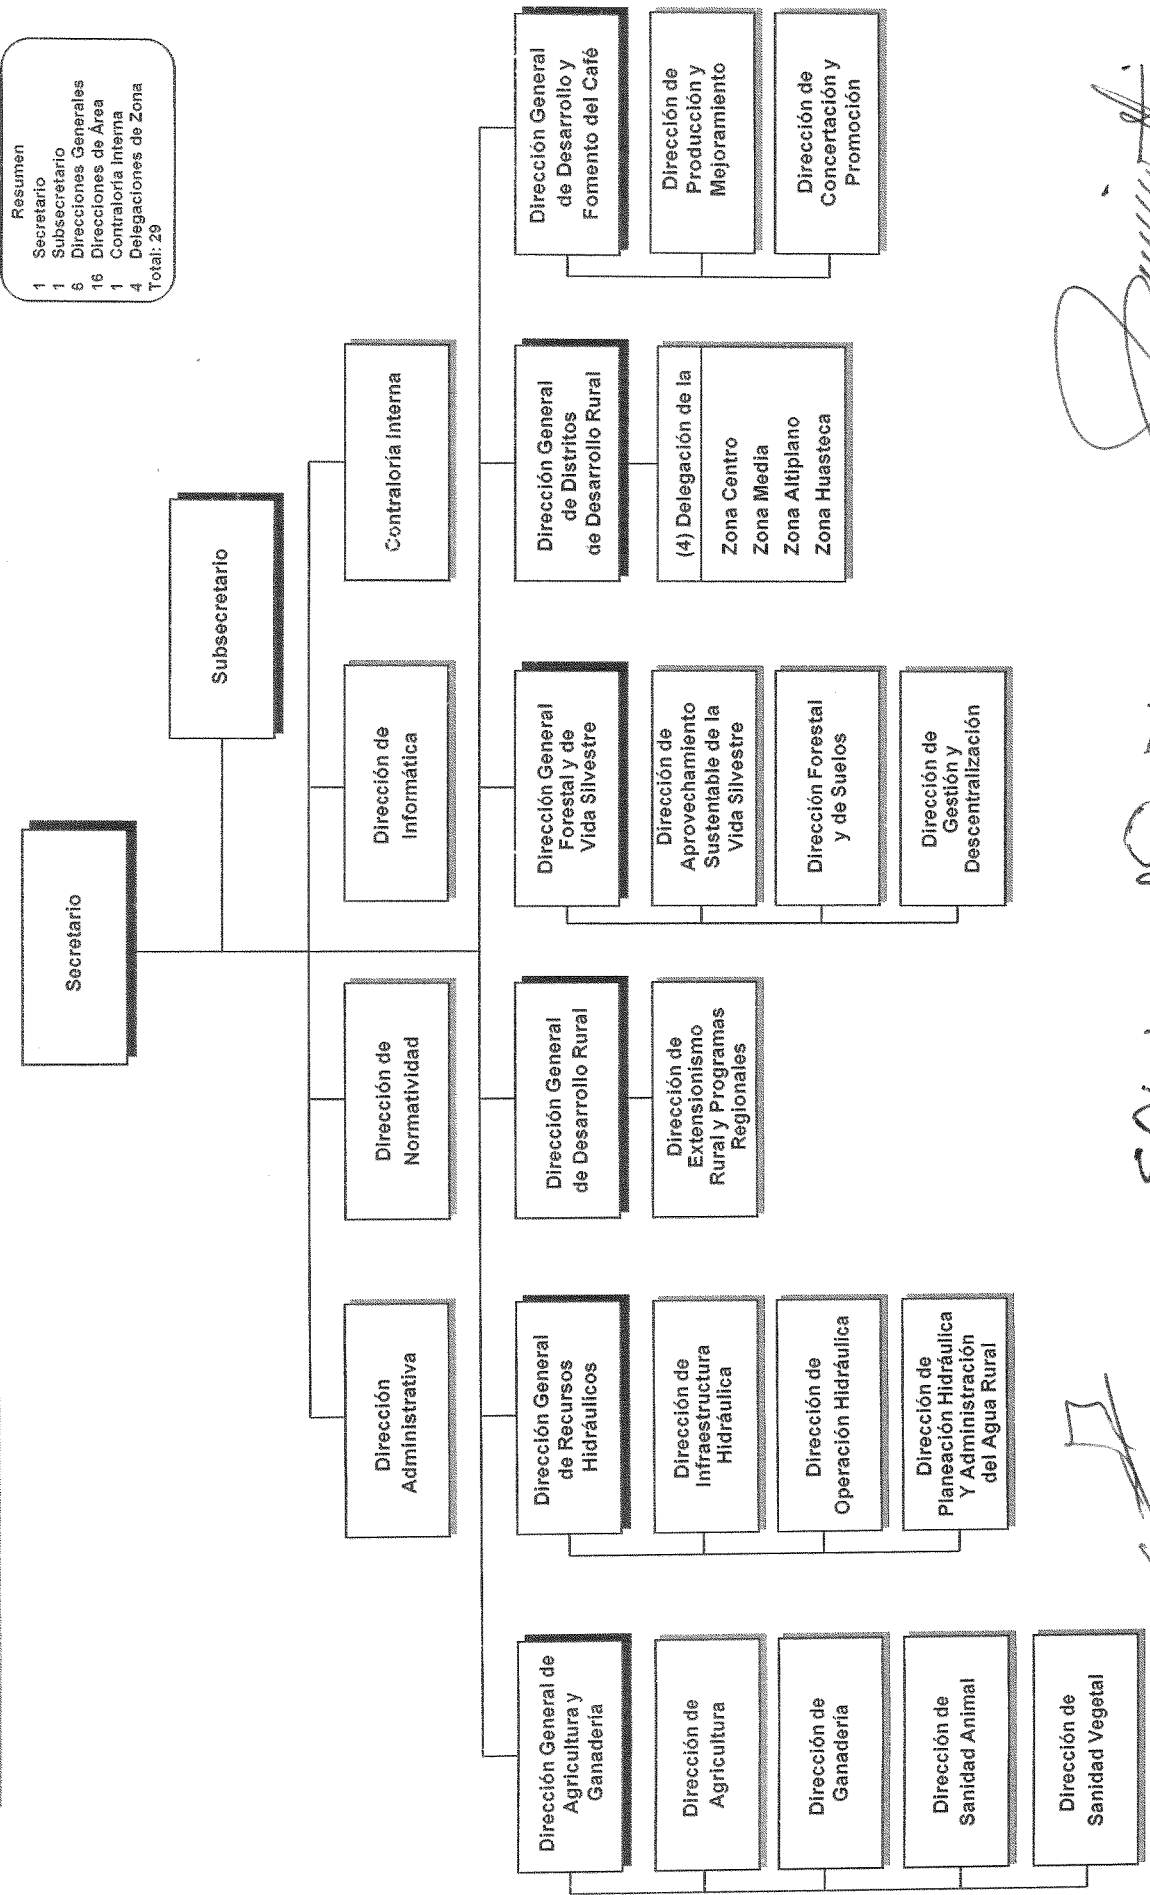 Resumen
1 Secretario
1 Subsecretario
6 Direcciones Generales
16 Direcciones de Área
1 Contraloría Interna
4 Delegaciones de Zona
Total: 29
Secretario
Subsecretario
Dirección
Administrativa
Dirección de
Normatividad
Dirección de
Informática
Contraloría Interna
Dirección General de
Agricultura y
Ganadería
Dirección de
Agricultura
Dirección de
Ganadería
Dirección de
Sanidad Animal
Dirección de
Sanidad Vegetal
Dirección General
de Recursos
Hidráulicos
Dirección de
Infraestructura
Hidráulica
Dirección de
Operación Hidráulica
Dirección de
Planeación Hidráulica
Y Administración
del Agua Rural
Dirección General
de Desarrollo Rural
Dirección de
Extensionismo
Rural y Programas
Regionales
Dirección General
Forestal y de
Vida Silvestre
Dirección de
Aprovechamiento
Sustentable de la
Vida Silvestre
Dirección Forestal
y de Suelos
Dirección de
Gestión y
Descentralización
Dirección General
de Distritos
de Desarrollo Rural
(4) Delegación de la
Zona Centro
Zona Media
Zona Altiplano
Zona Huasteca
Dirección General
de Desarrollo y
Fomento del Café
Dirección de
Producción y
Mejoramiento
Dirección de
Concertación y
Promoción